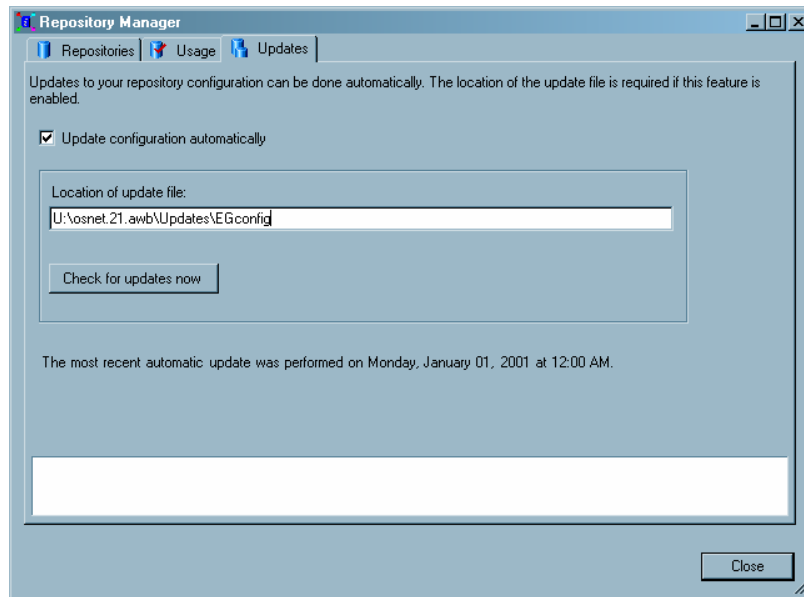 Repository Manager
Repositories Usage Updates
Updates to your repository configuration can be done automatically. The location of the update file is required if this feature is
enabled.
Update configuration automatically
Location of update file:
U:\osnet.21.awb\Updates\EGconfig
Check for updates now
The most recent automatic update was performed on Monday, January 01, 2001 at 12:00 AM.
Close